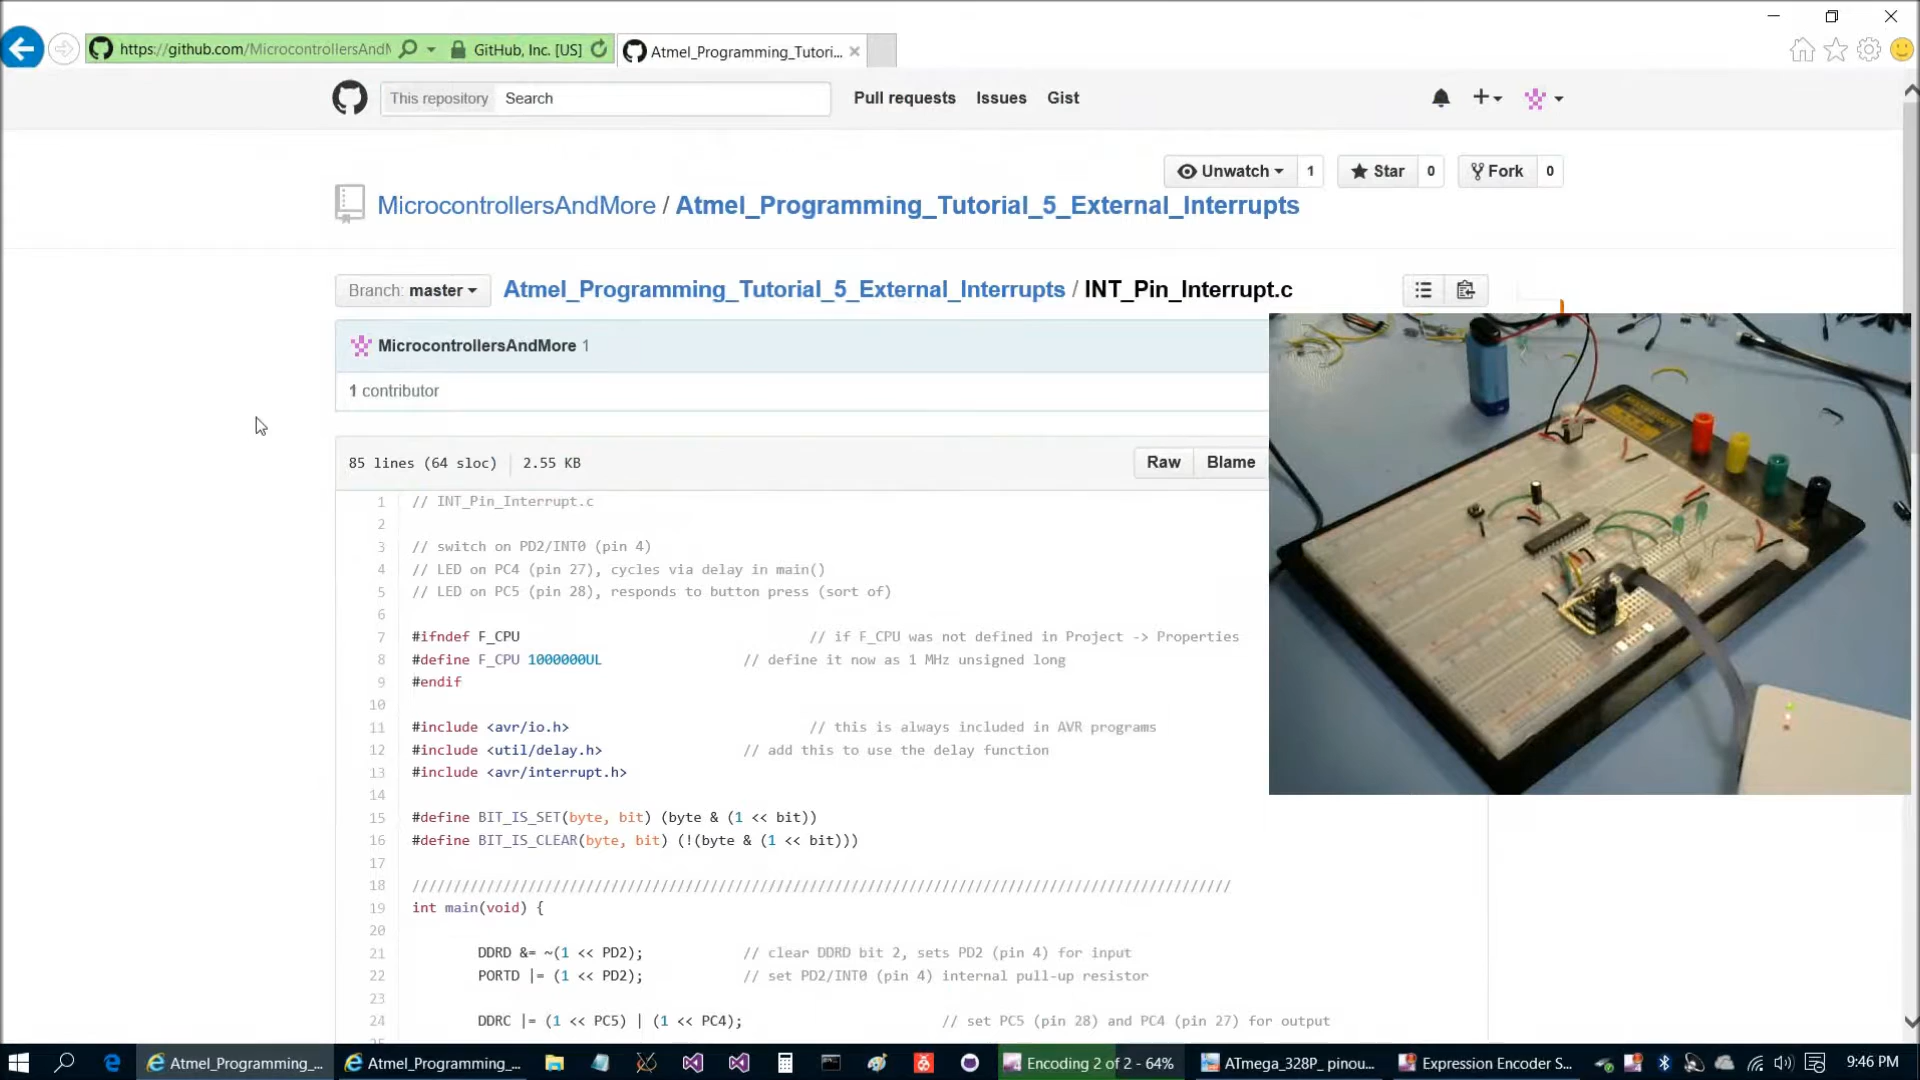 https://github.com/MicrocontrollersAndM
GitHub, Inc. [US]
Atmel_Programming_Tutori...
This repository
Search
Pull requests
Issues
Gist
Unwatch
1
Star
0
Fork
0
MicrocontrollersAndMore / Atmel_Programming_Tutorial_5_External_Interrupts
Branch: master
Atmel_Programming_Tutorial_5_External_Interrupts / INT_Pin_Interrupt.c
MicrocontrollersAndMore 1
1 contributor
85 lines (64 sloc)
2.55 KB
Raw
Blame
1 // INT_Pin_Interrupt.c
2
3 // switch on PD2/INT0 (pin 4)
4 // LED on PC4 (pin 27), cycles via delay in main()
5 // LED on PC5 (pin 28), responds to button press (sort of)
6
7 #ifndef F_CPU // if F_CPU was not defined in Project -> Properties
8 #define F_CPU 1000000UL // define it now as 1 MHz unsigned long
9 #endif
10
11 #include <avr/io.h> // this is always included in AVR programs
12 #include <util/delay.h> // add this to use the delay function
13 #include <avr/interrupt.h>
14
15 #define BIT_IS_SET(byte, bit) (byte & (1 << bit))
16 #define BIT_IS_CLEAR(byte, bit) (!(byte & (1 << bit)))
17
18 ///////////////////////////////////////////////////////////////////////////////////////////////////
19 int main(void) {
20
21 DDRD &= ~(1 << PD2); // clear DDRD bit 2, sets PD2 (pin 4) for input
22 PORTD |= (1 << PD2); // set PD2/INT0 (pin 4) internal pull-up resistor
23
24 DDRC |= (1 << PC5) | (1 << PC4); // set PC5 (pin 28) and PC4 (pin 27) for output
Atmel_Programming_...
Atmel_Programming_...
Encoding 2 of 2 - 64%
ATmega_328P_ pinou...
Expression Encoder S...
9:46 PM